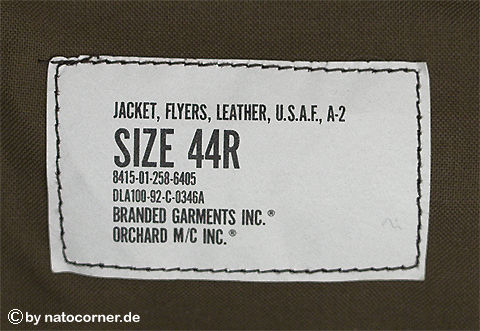 JACKET, FLYERS, LEATHER, U.S.A.F., A-2
SIZE 44R
8415-01-258-6405
DLA100-92-C-0346A
BRANDED GARMENTS INC.®
ORCHARD M/C INC.®
© by natocorner.de